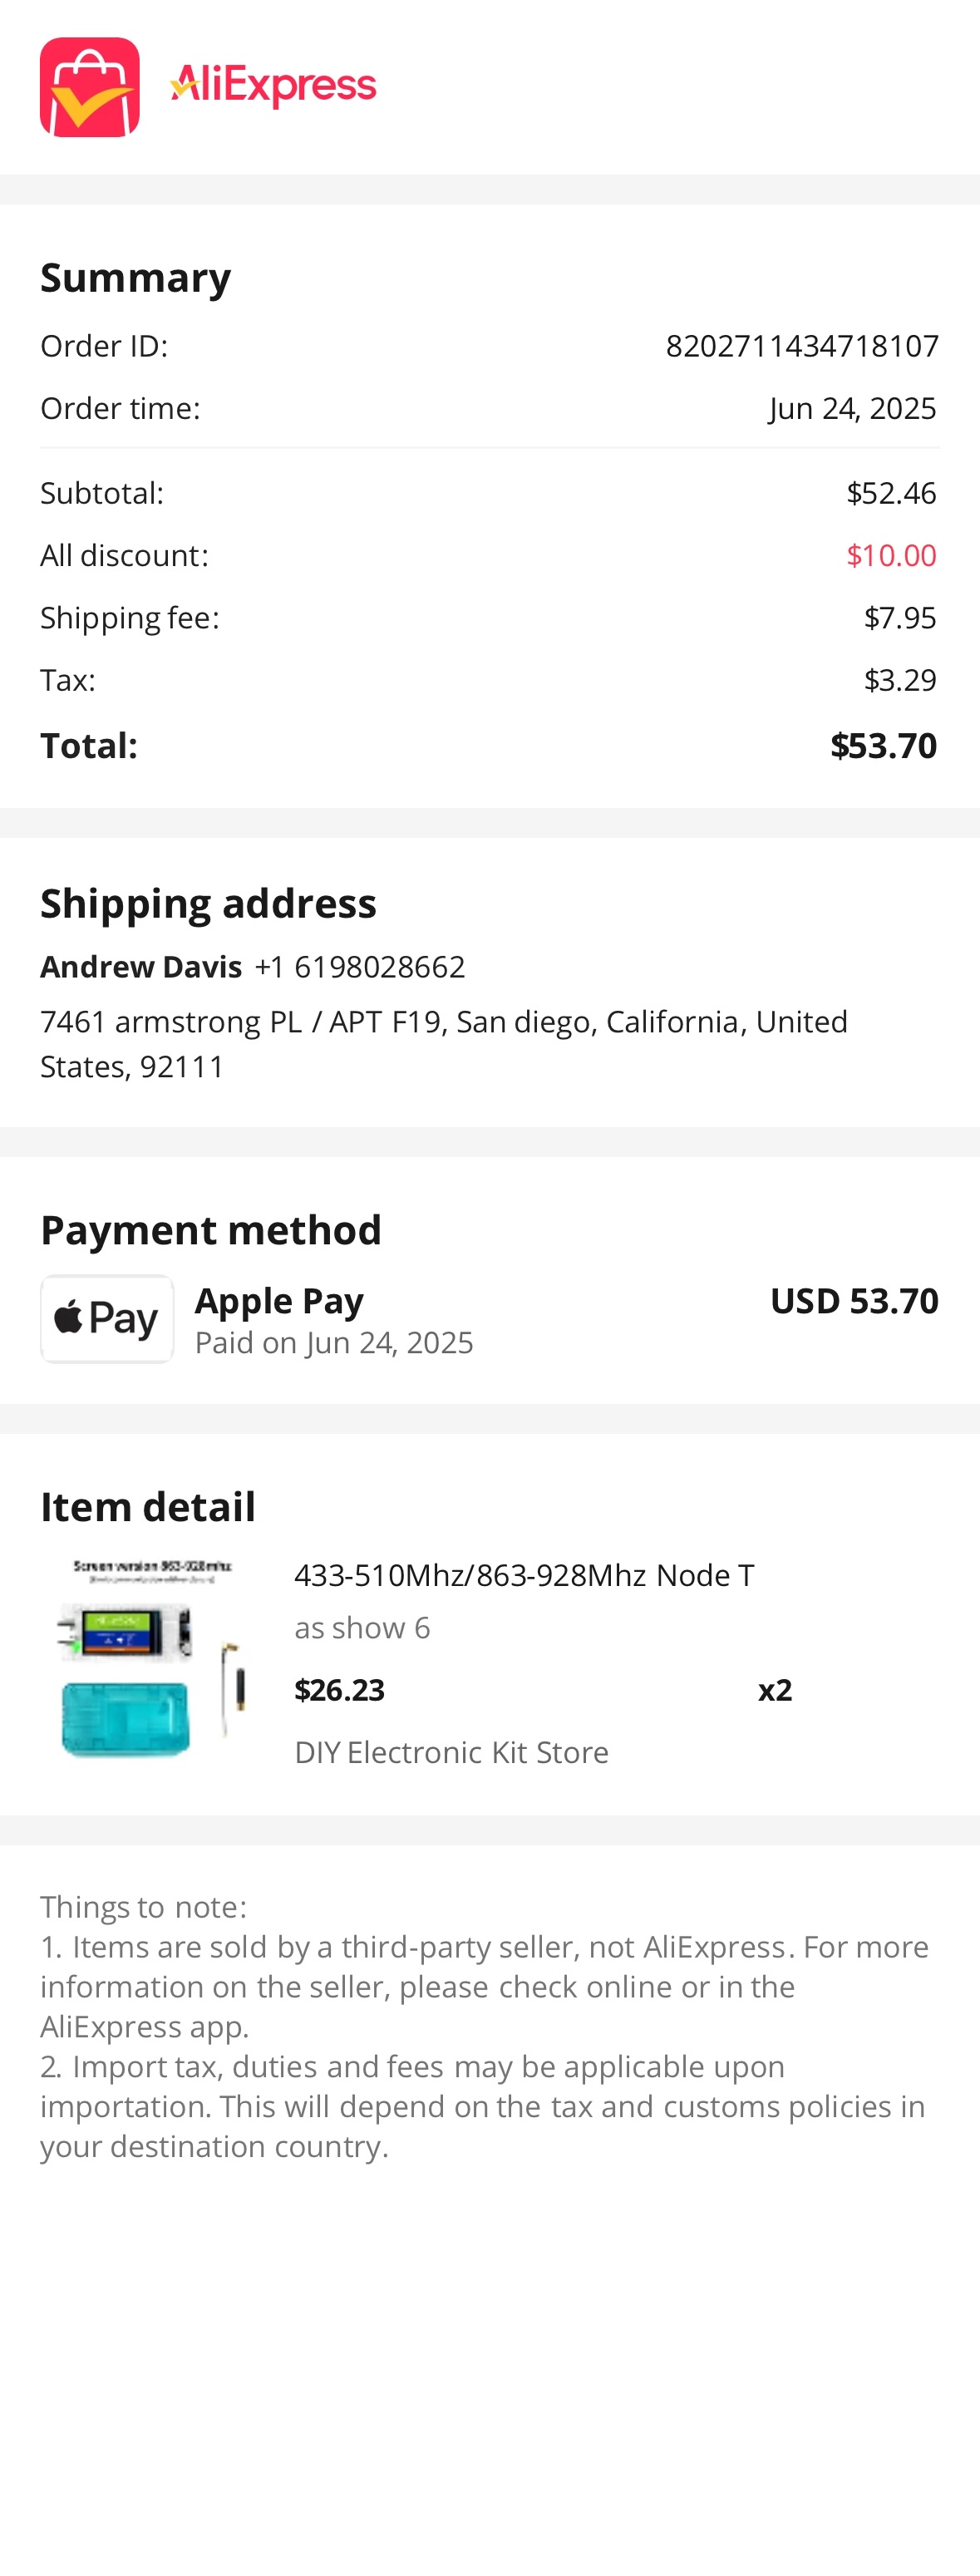 AliExpress
Summary
Order ID: 8202711434718107
Order time: Jun 24, 2025
Subtotal: $52.46
All discount: $10.00
Shipping fee: $7.95
Tax: $3.29
Total: $53.70
Shipping address
Andrew Davis +1 6198028662
7461 armstrong PL / APT F19, San diego, California, United
States, 92111
Payment method
Pay Apple Pay USD 53.70
Paid on Jun 24, 2025
Item detail
Screen version 863-928mhz
433-510Mhz/863-928Mhz Node T
as show 6
$26.23 x2
DIY Electronic Kit Store
Things to note:
1. Items are sold by a third-party seller, not AliExpress. For more
information on the seller, please check online or in the
AliExpress app.
2. Import tax, duties and fees may be applicable upon
importation. This will depend on the tax and customs policies in
your destination country.